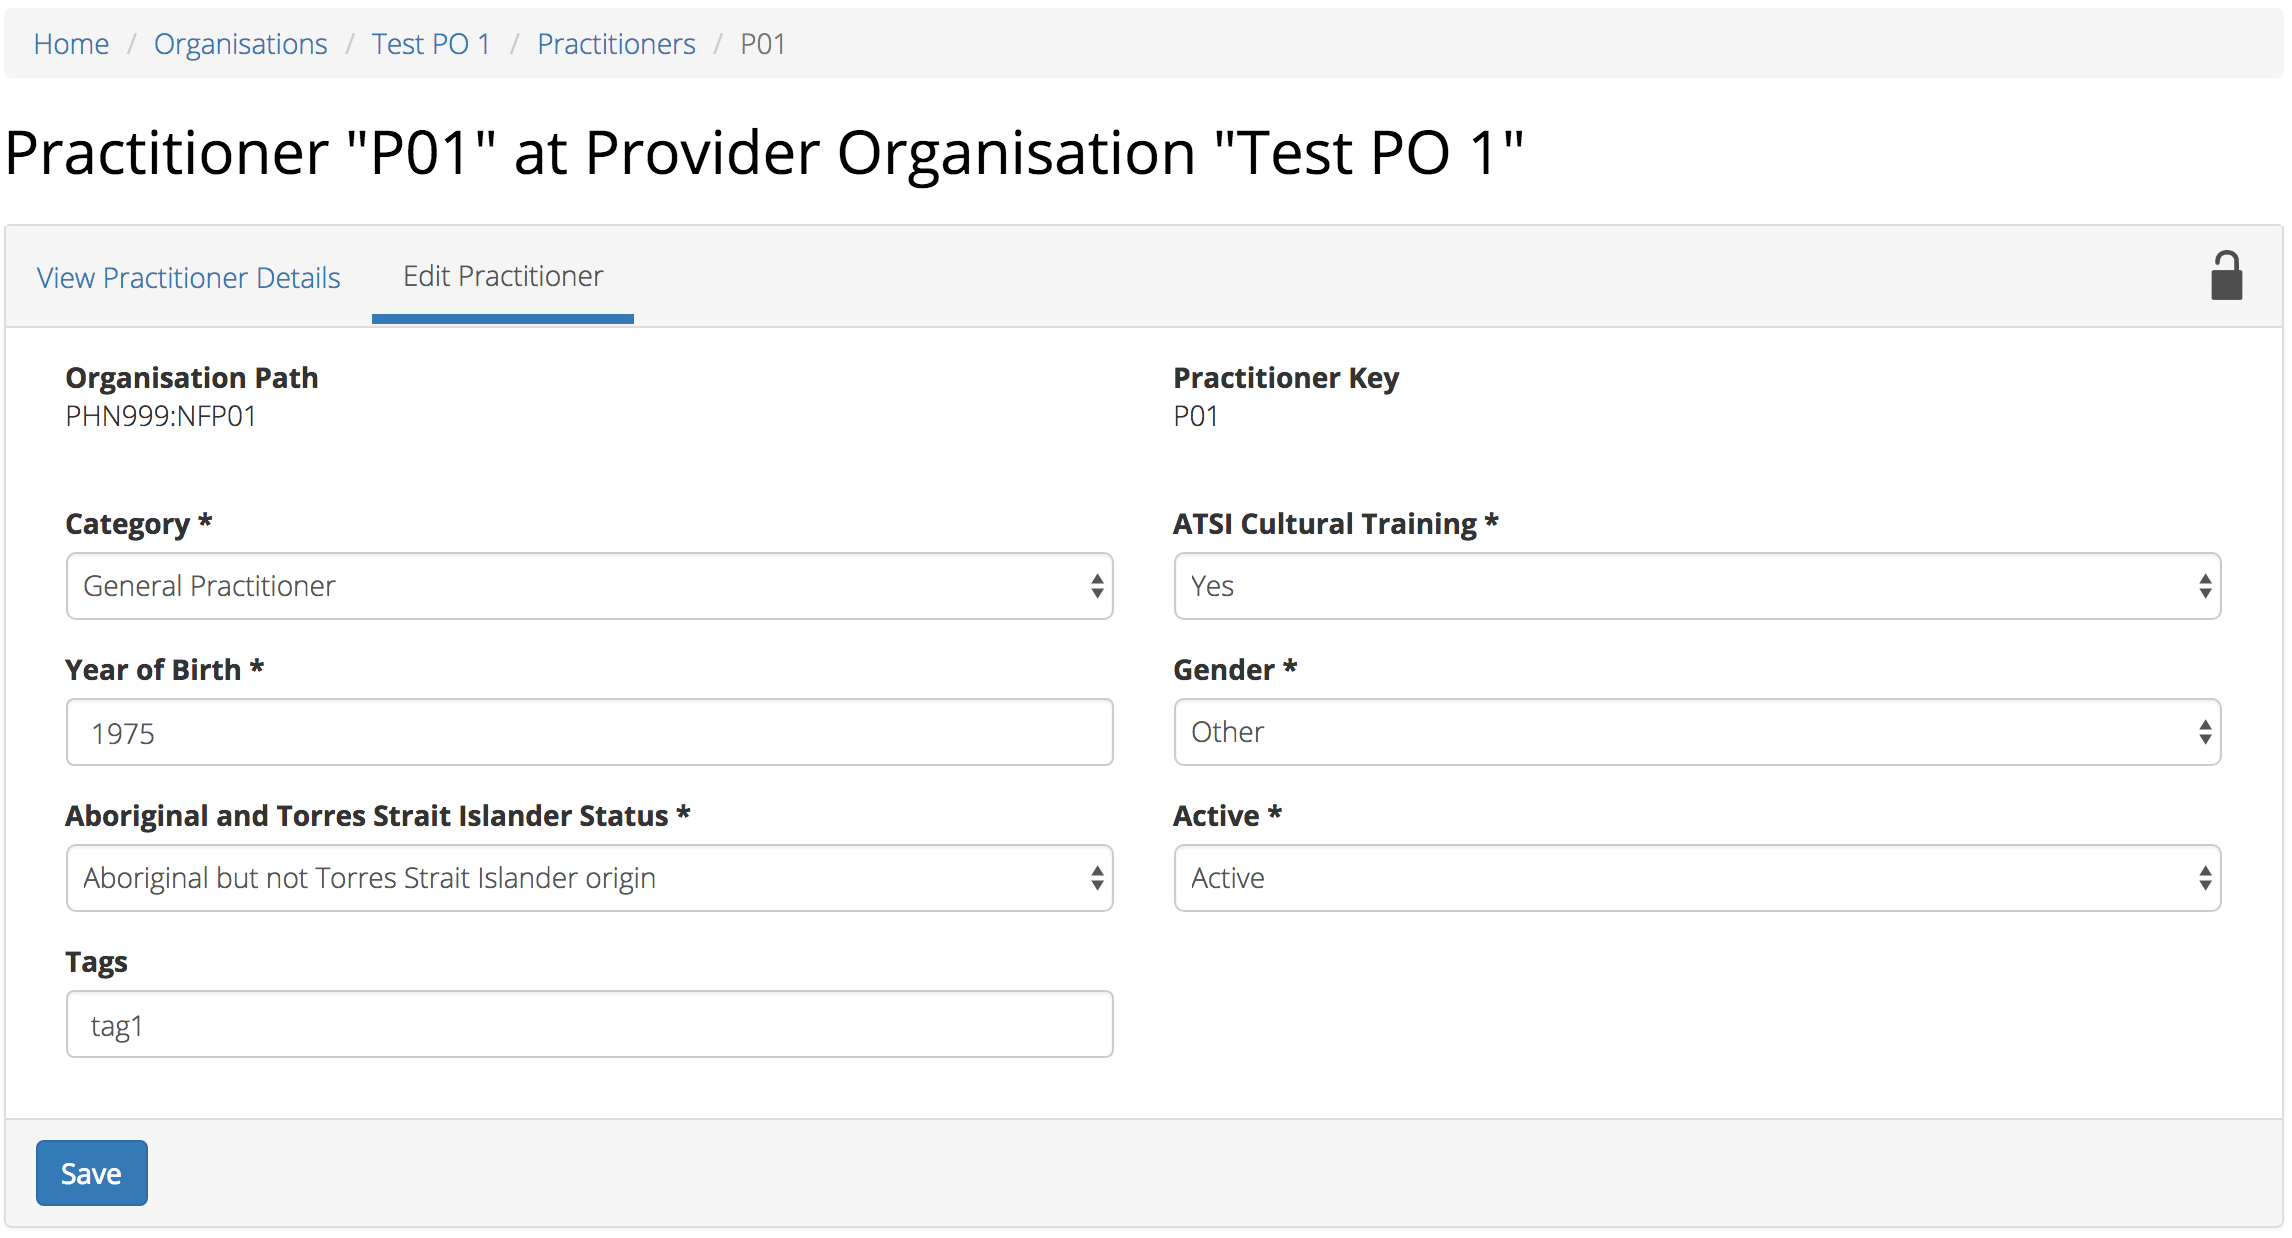 Home / Organisations / Test PO 1 / Practitioners / P01
Practitioner "P01" at Provider Organisation "Test PO 1"
View Practitioner Details Edit Practitioner
Organisation Path Practitioner Key
PHN999:NFP01 P01
Category * ATSI Cultural Training *
General Practitioner Yes
Year of Birth * Gender *
1975 Other
Aboriginal and Torres Strait Islander Status * Active *
Aboriginal but not Torres Strait Islander origin Active
Tags
tag1
Save